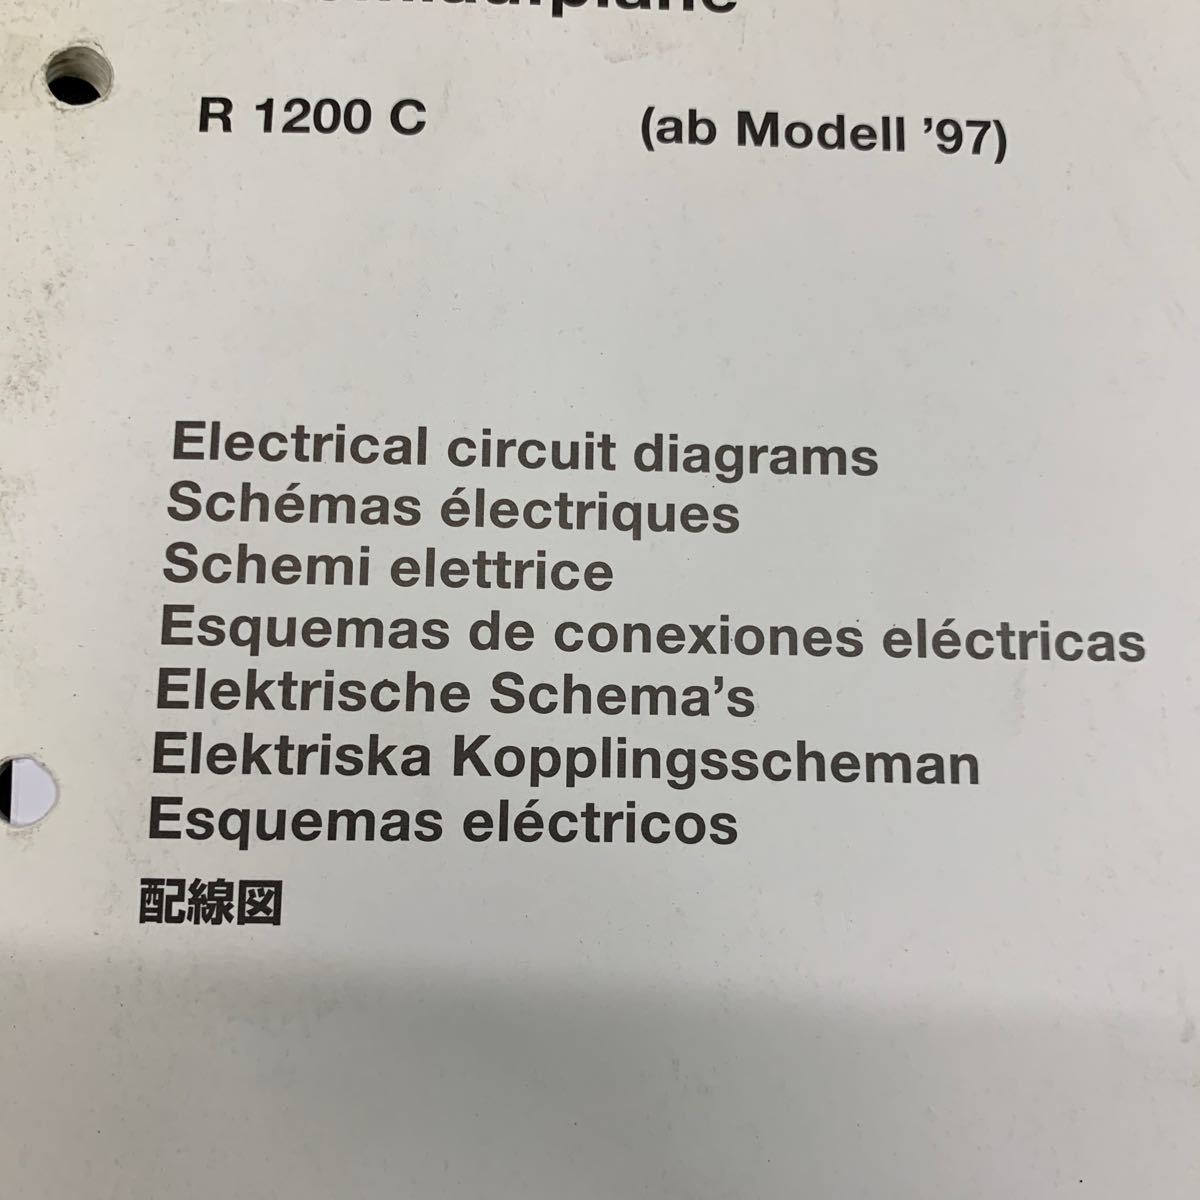 R 1200 C (ab Modell ’97)
Electrical circuit diagrams
Schémas électriques
Schemi elettrice
Esquemas de conexiones eléctricas
Elektrische Schema’s
Elektriska Kopplingsscheman
Esquemas eléctricos
配線図